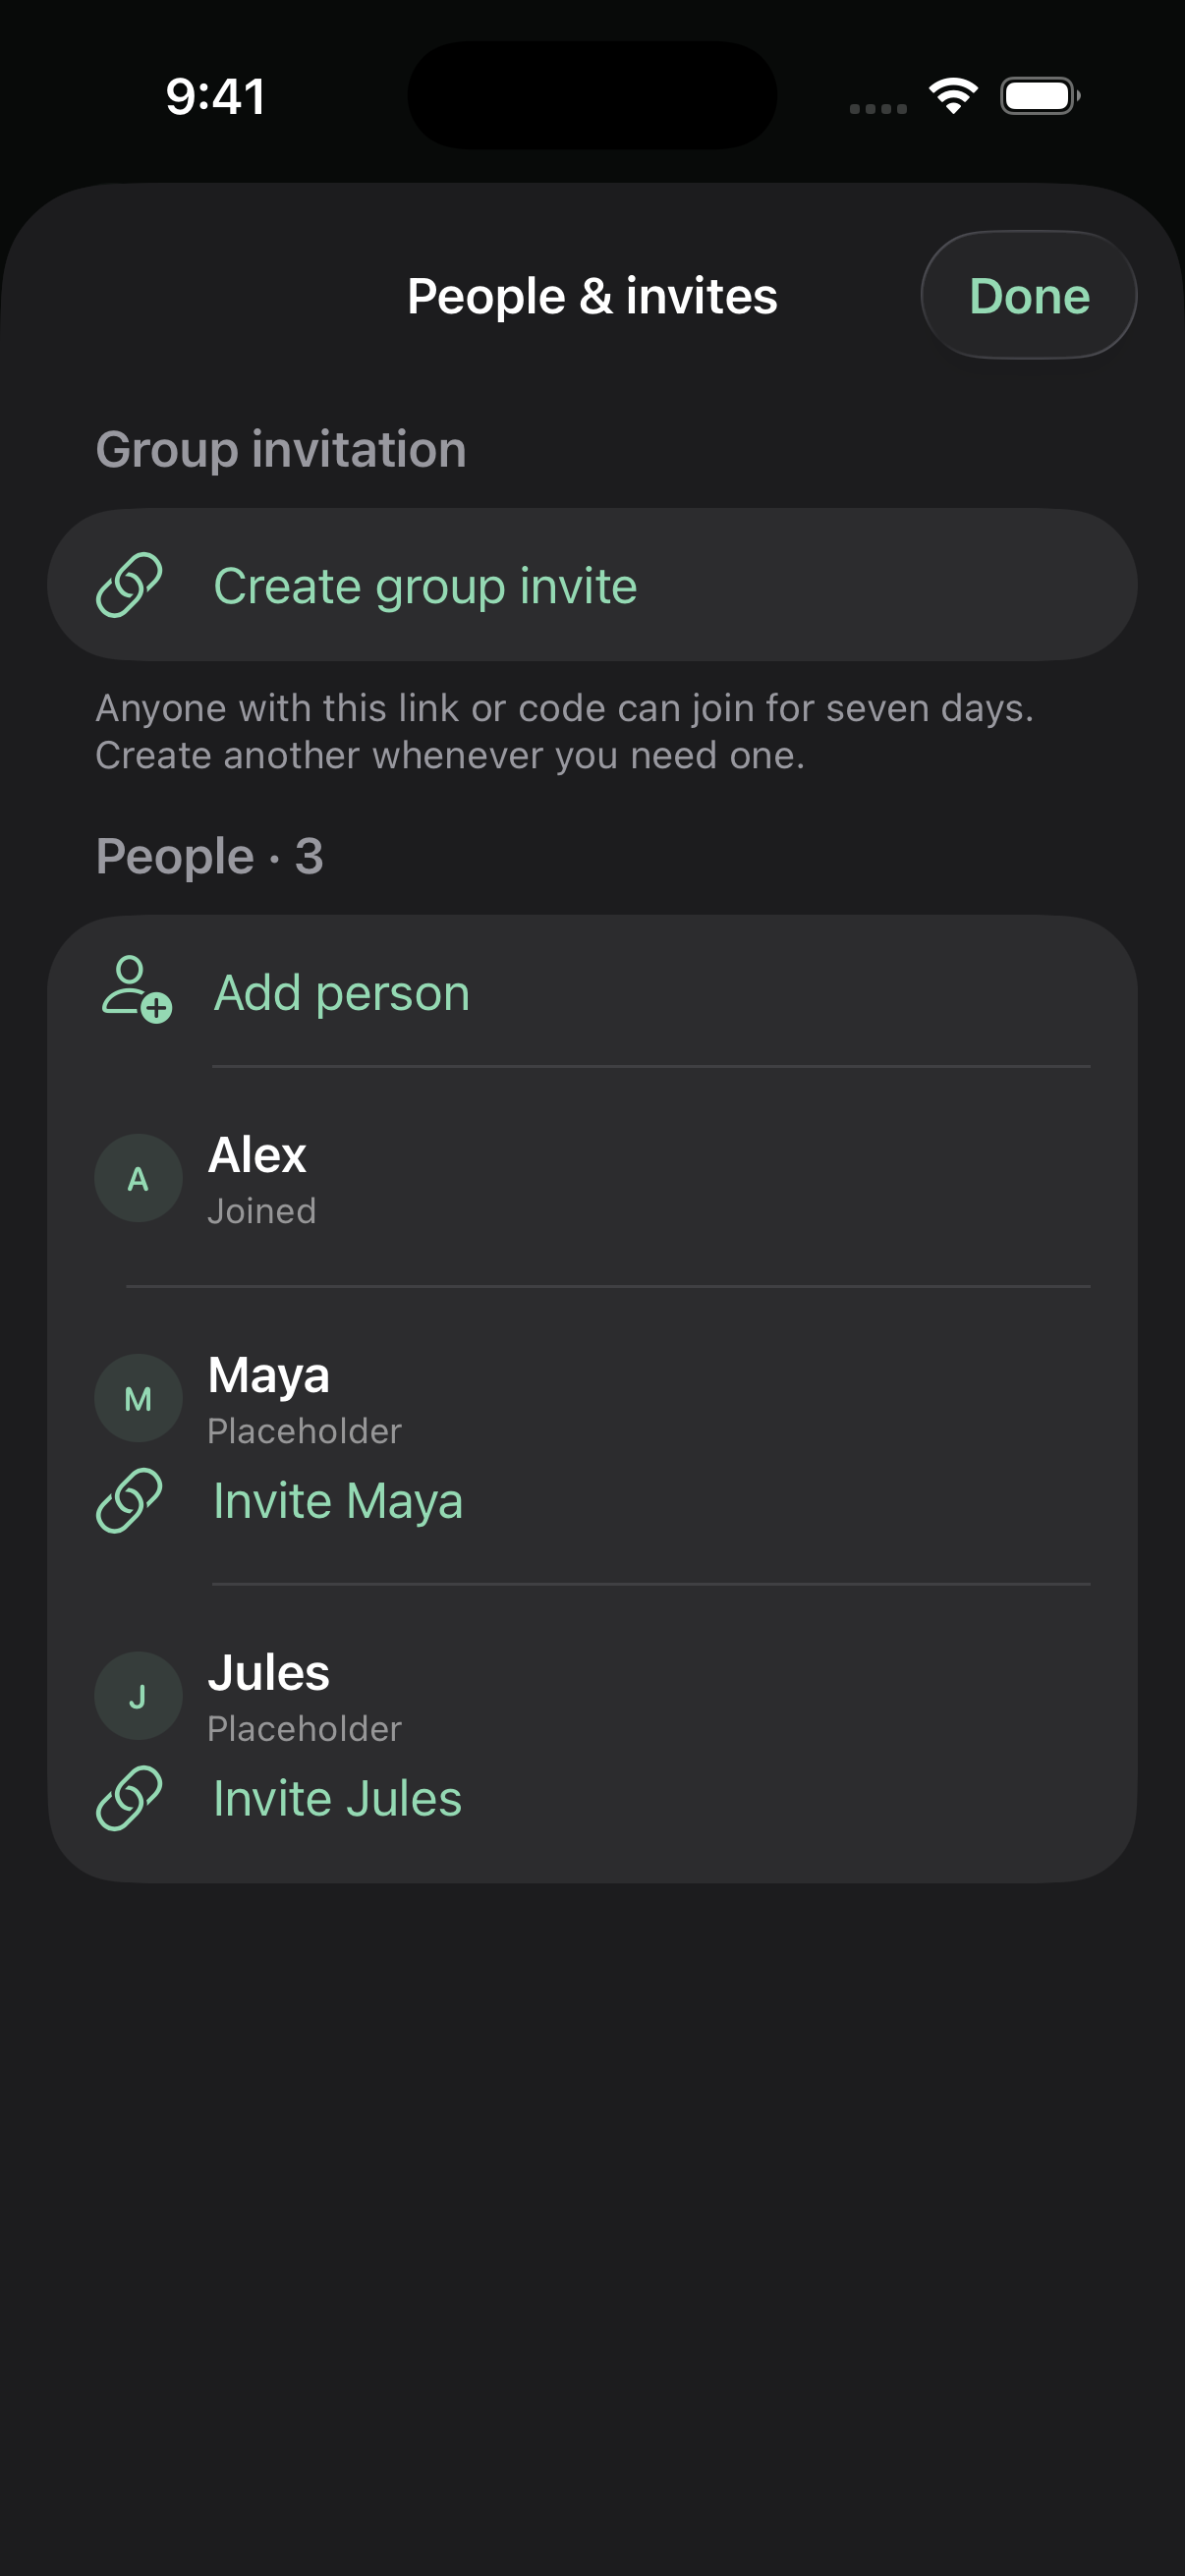 9:41
People & invites
Done
Group invitation
Create group invite
Anyone with this link or code can join for seven days.
Create another whenever you need one.
People · 3
Add person
A
Alex
Joined
M
Maya
Placeholder
Invite Maya
J
Jules
Placeholder
Invite Jules